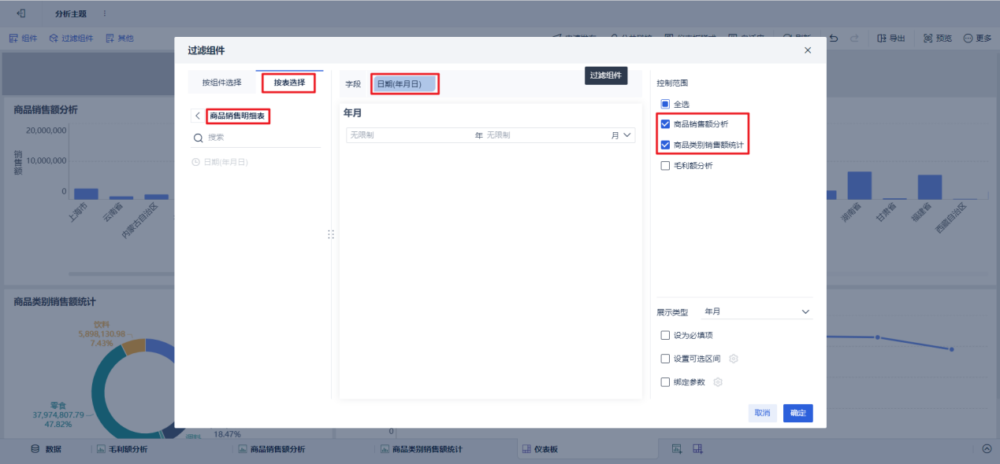 分析主题
组件 过滤组件 其他
导出 预览 更多
过滤组件
按组件选择 按表选择
字段 日期(年月日)
过滤组件
控制范围
商品销售明细表
搜索
日期(年月日)
年月
无限制 年 无限制 月
全选
商品销售额分析
商品类别销售额统计
毛利额分析
展示类型 年月
设为必填项
设置可选区间
绑定参数
取消 确定
商品销售额分析
20,000,000
10,000,000
0
销售额
上海市 云南省 内蒙古自治区
湖南省 甘肃省 福建省 西藏自治区
商品类别销售额统计
饮料
5,898,130.98
7.43%
零食
37,974,807.79
47.82%
18.47%
0
数据 毛利额分析 商品销售额分析 商品类别销售额统计 仪表板